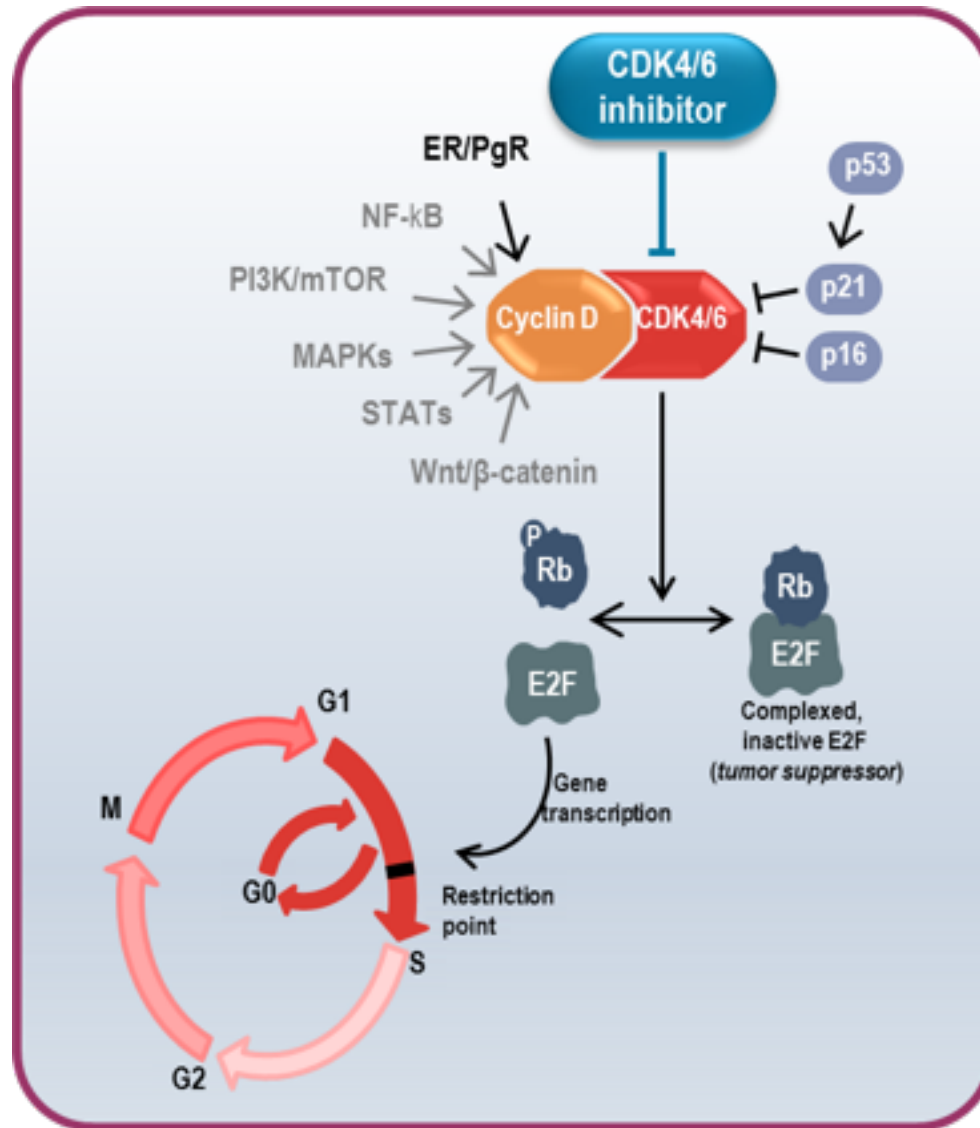 CDK4/6
inhibitor
ER/PgR
p53
NF-kB
PI3K/mTOR
p21
Cyclin D
CDK4/6
MAPKs
p16
STATs
Wnt/β-catenin
P
Rb
Rb
E2F
E2F
Complexed,
inactive E2F
(tumor suppressor)
G1
Gene
transcription
M
G0
Restriction
point
S
G2